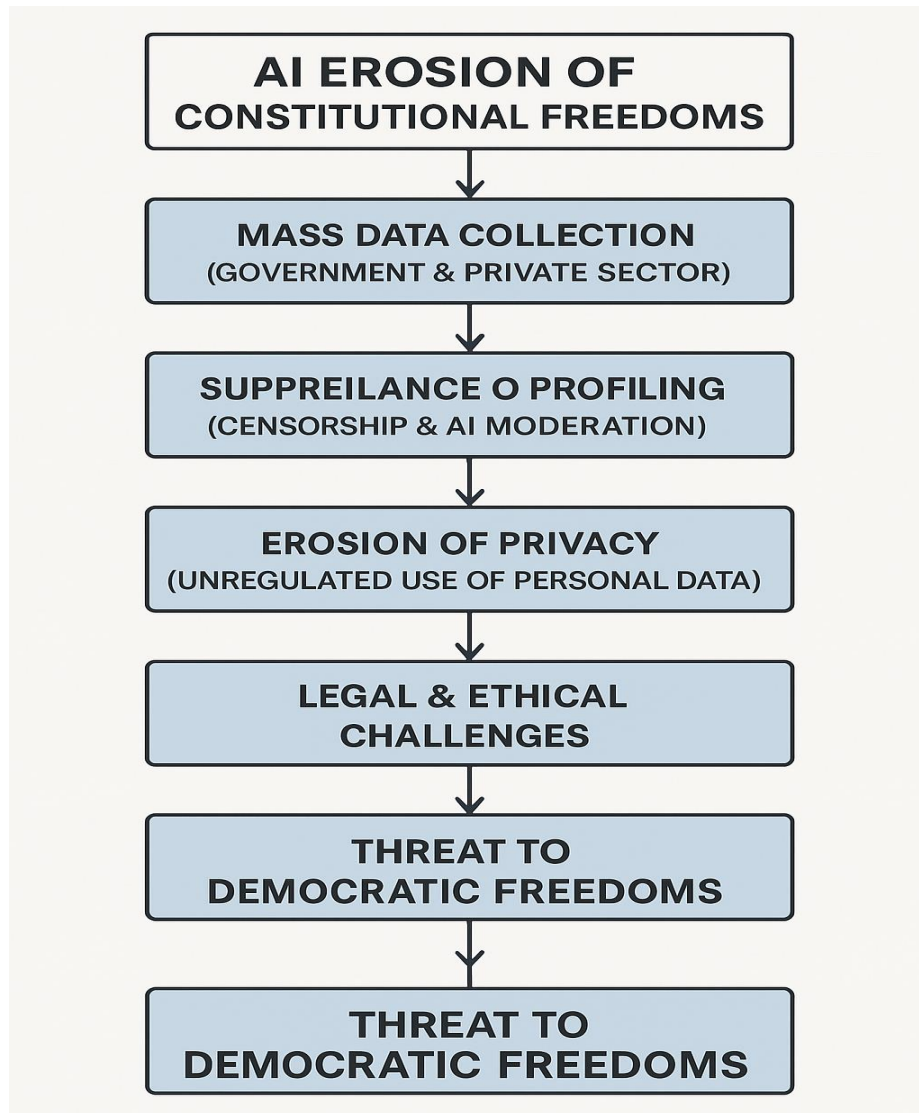 AI EROSION OF
CONSTITUTIONAL FREEDOMS
MASS DATA COLLECTION
(GOVERNMENT & PRIVATE SECTOR)
SUPPREILANCE O PROFILING
(CENSORSHIP & AI MODERATION)
EROSION OF PRIVACY
(UNREGULATED USE OF PERSONAL DATA)
LEGAL & ETHICAL
CHALLENGES
THREAT TO
DEMOCRATIC FREEDOMS
THREAT TO
DEMOCRATIC FREEDOMS